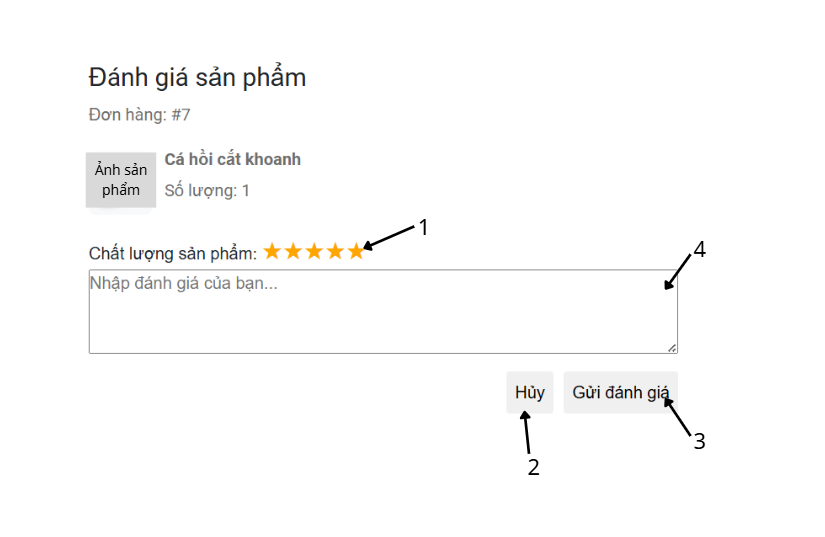 Đánh giá sản phẩm
Đơn hàng: #7
Ảnh sản
phẩm
Cá hồi cắt khoanh
Số lượng: 1
1
Chất lượng sản phẩm: ★★★★★
4
Nhập đánh giá của bạn...
Hủy
Gửi đánh giá
3
2